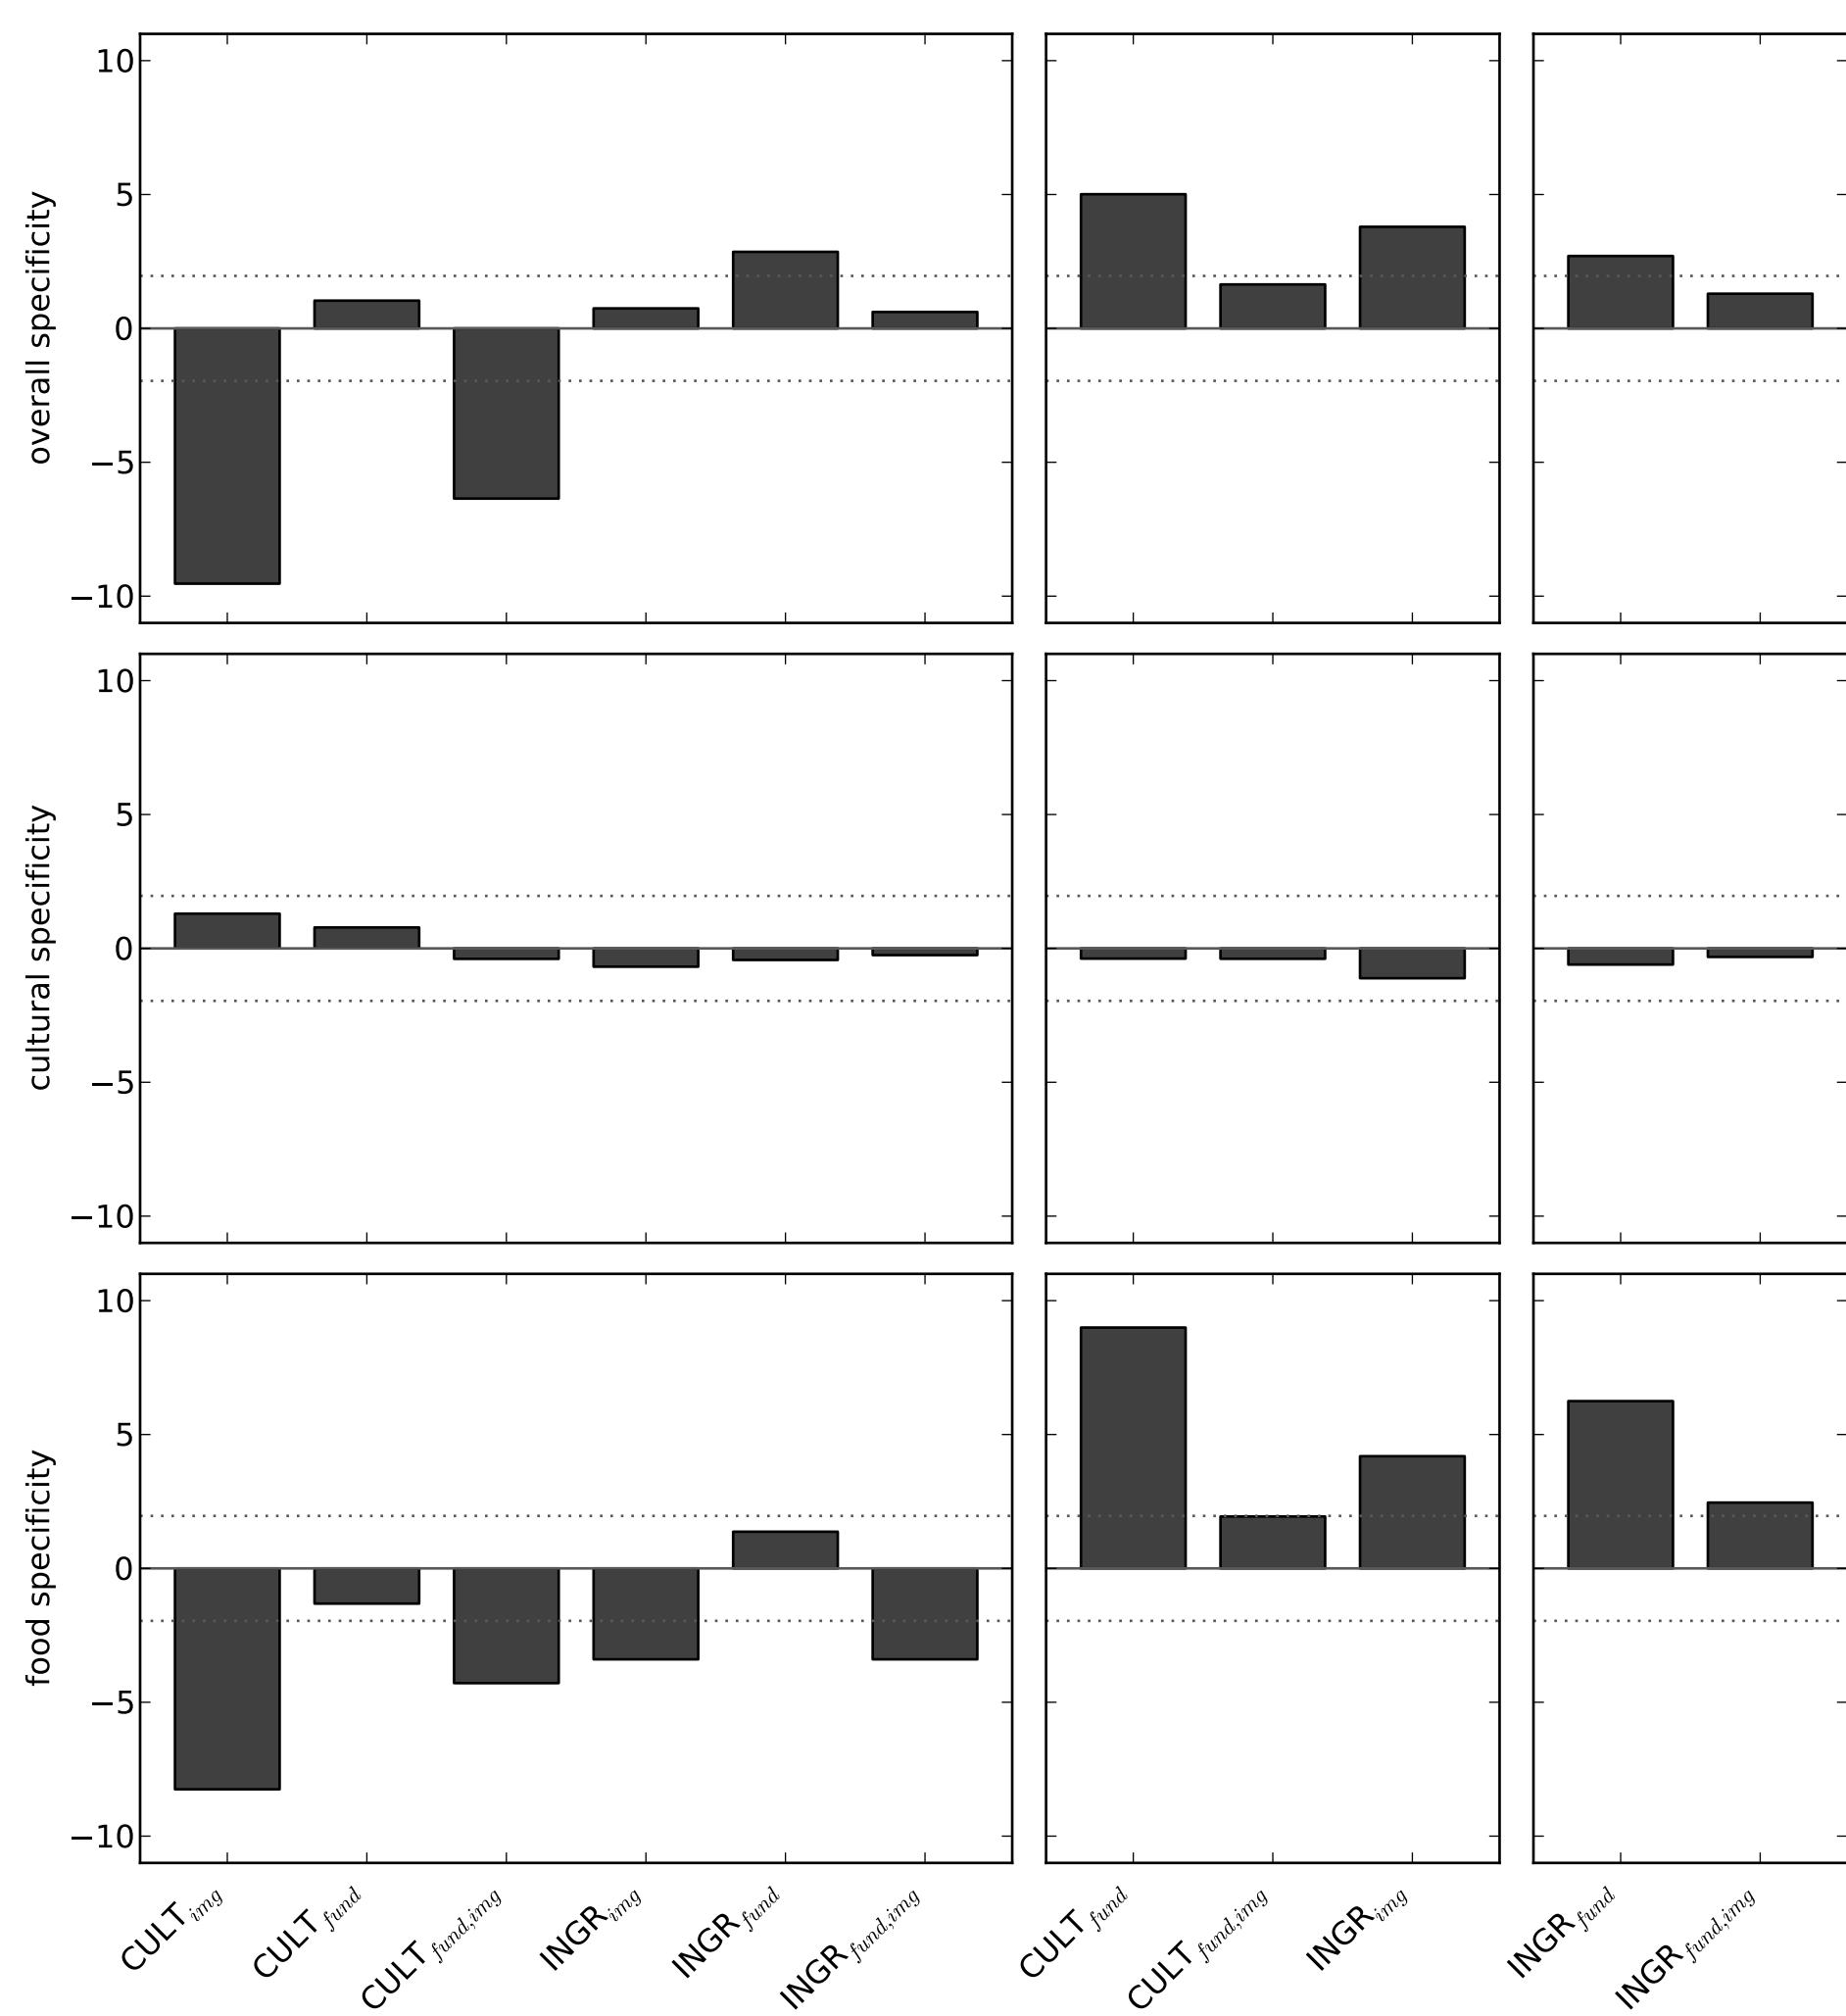 overall specificity
10
5
0
−5
−10
cultural specificity
10
5
0
−5
−10
food specificity
10
5
0
−5
−10
CULT img
CULT fund
CULT fund,img
INGR img
INGR fund
INGR fund,img
CULT fund
CULT fund,img
INGR img
INGR fund
INGR fund,img